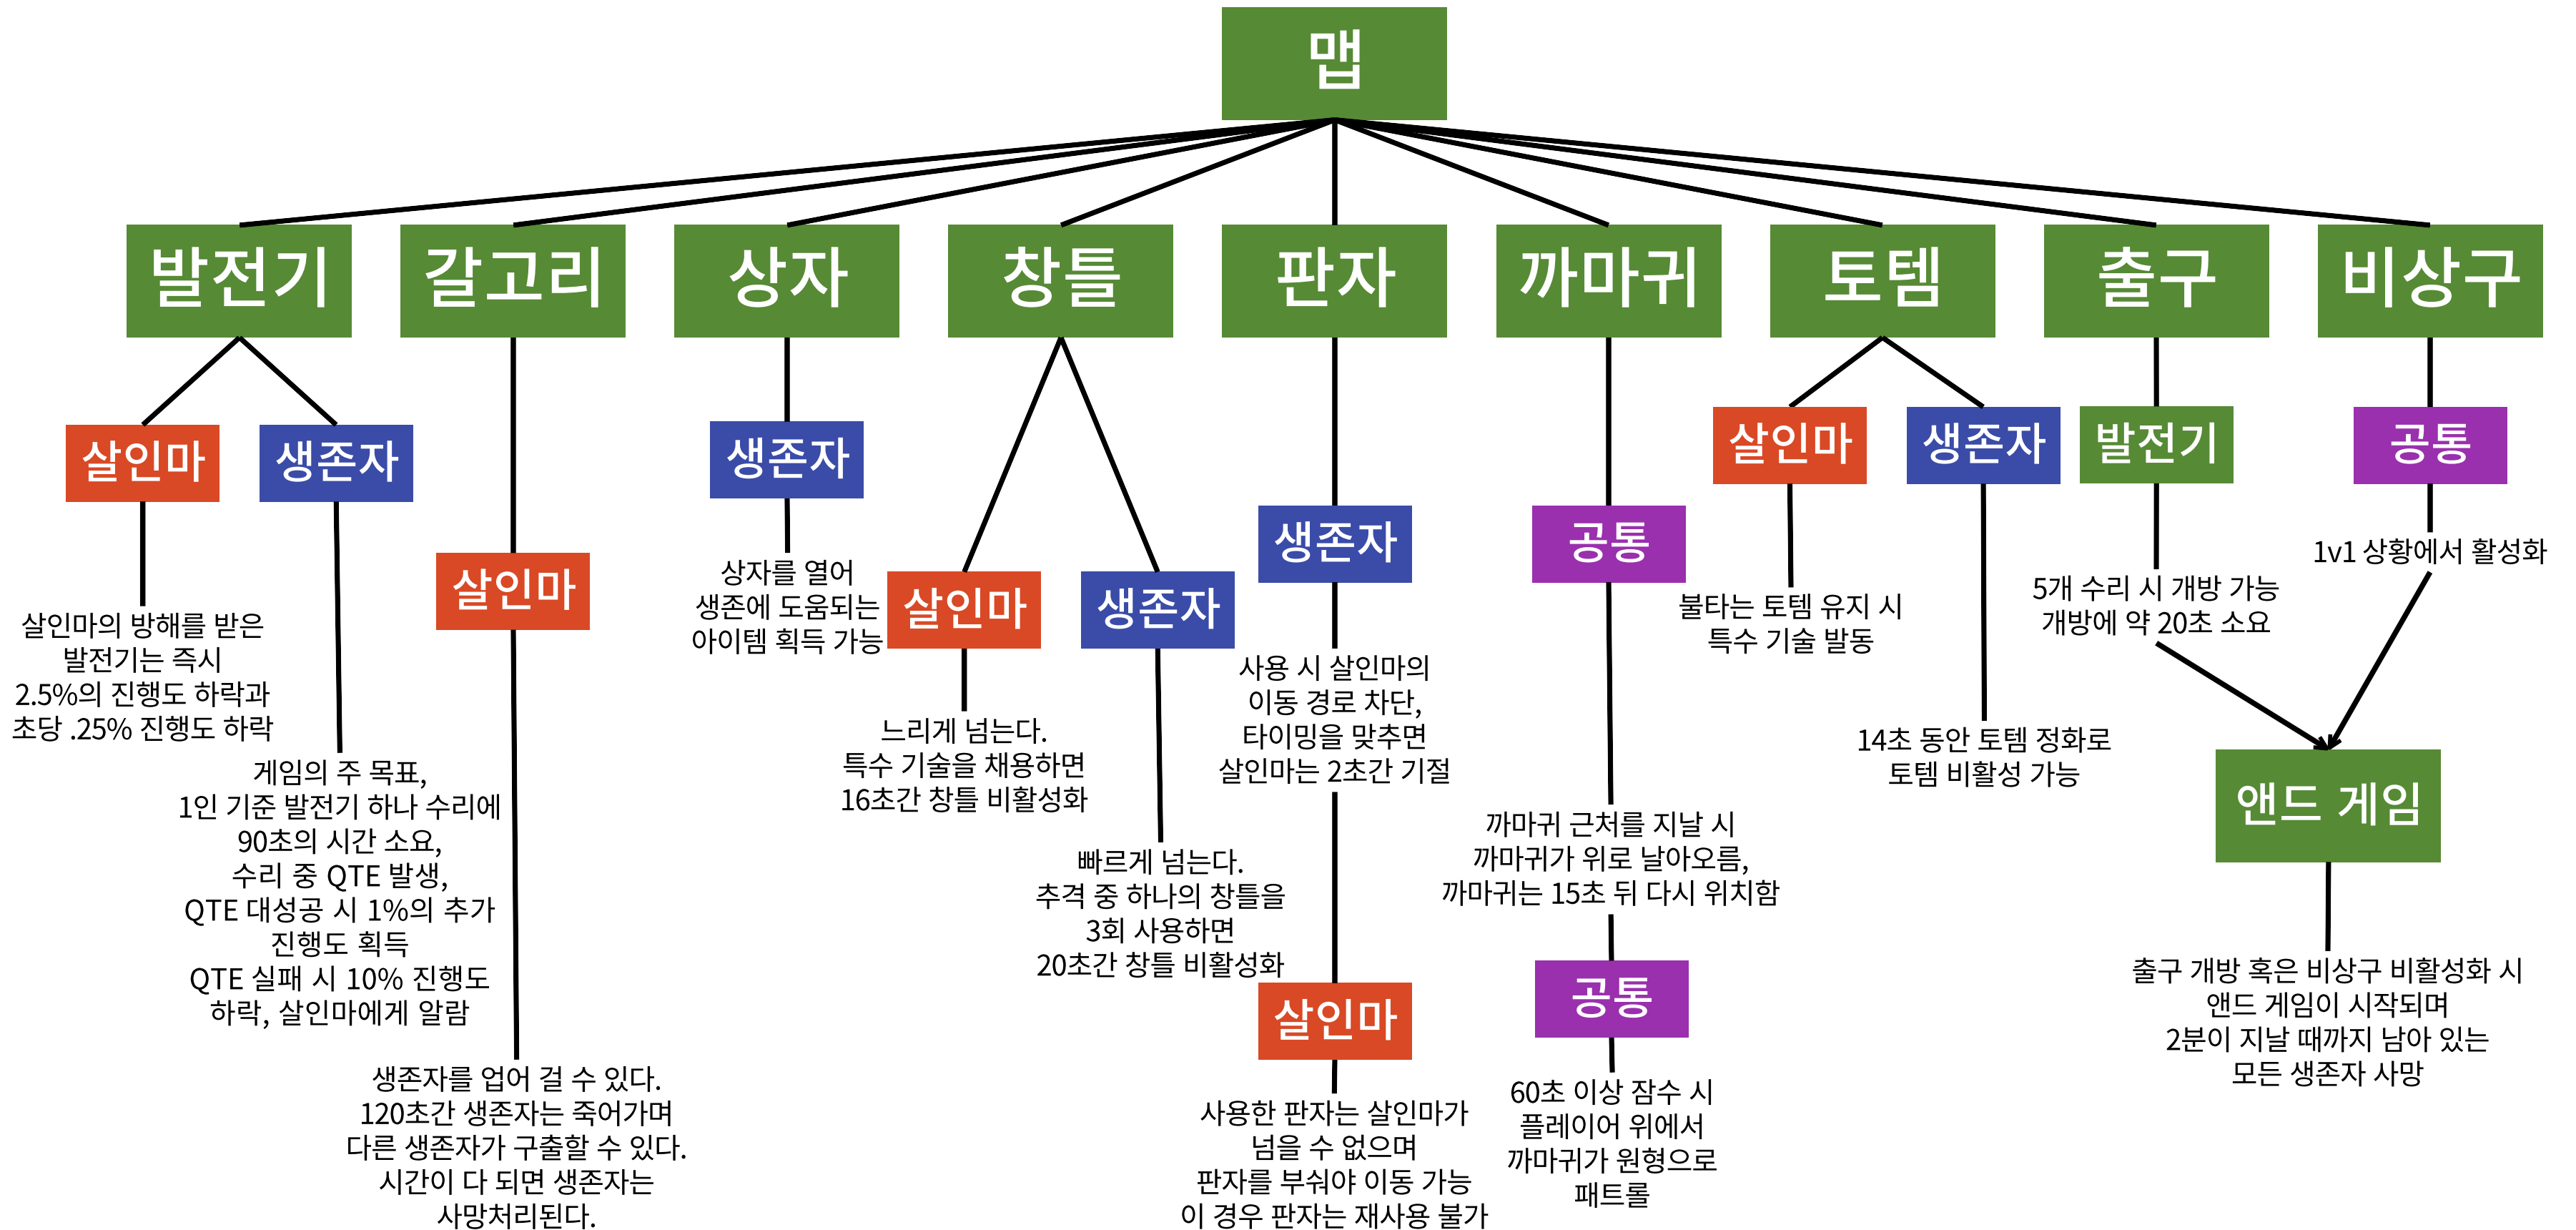 맵
발전기
갈고리
상자
창틀
판자
까마귀
토템
출구
비상구
살인마
살인마의 방해를 받은
발전기는 즉시
2.5%의 진행도 하락과
초당 .25% 진행도 하락
생존자
게임의 주 목표,
1인 기준 발전기 하나 수리에
90초의 시간 소요,
수리 중 QTE 발생,
QTE 대성공 시 1%의 추가
진행도 획득
QTE 실패 시 10% 진행도
하락, 살인마에게 알람
살인마
생존자를 업어 걸 수 있다.
120초간 생존자는 죽어가며
다른 생존자가 구출할 수 있다.
시간이 다 되면 생존자는
사망처리된다.
생존자
상자를 열어
생존에 도움되는
아이템 획득 가능
살인마
느리게 넘는다.
특수 기술을 채용하면
16초간 창틀 비활성화
생존자
빠르게 넘는다.
추격 중 하나의 창틀을
3회 사용하면
20초간 창틀 비활성화
생존자
사용 시 살인마의
이동 경로 차단,
타이밍을 맞추면
살인마는 2초간 기절
살인마
사용한 판자는 살인마가
넘을 수 없으며
판자를 부숴야 이동 가능
이 경우 판자는 재사용 불가
공통
까마귀 근처를 지날 시
까마귀가 위로 날아오름,
까마귀는 15초 뒤 다시 위치함
공통
60초 이상 잠수 시
플레이어 위에서
까마귀가 원형으로
패트롤
살인마
불타는 토템 유지 시
특수 기술 발동
생존자
14초 동안 토템 정화로
토템 비활성 가능
발전기
5개 수리 시 개방 가능
개방에 약 20초 소요
공통
1v1 상황에서 활성화
앤드 게임
출구 개방 혹은 비상구 비활성화 시
앤드 게임이 시작되며
2분이 지날 때까지 남아 있는
모든 생존자 사망